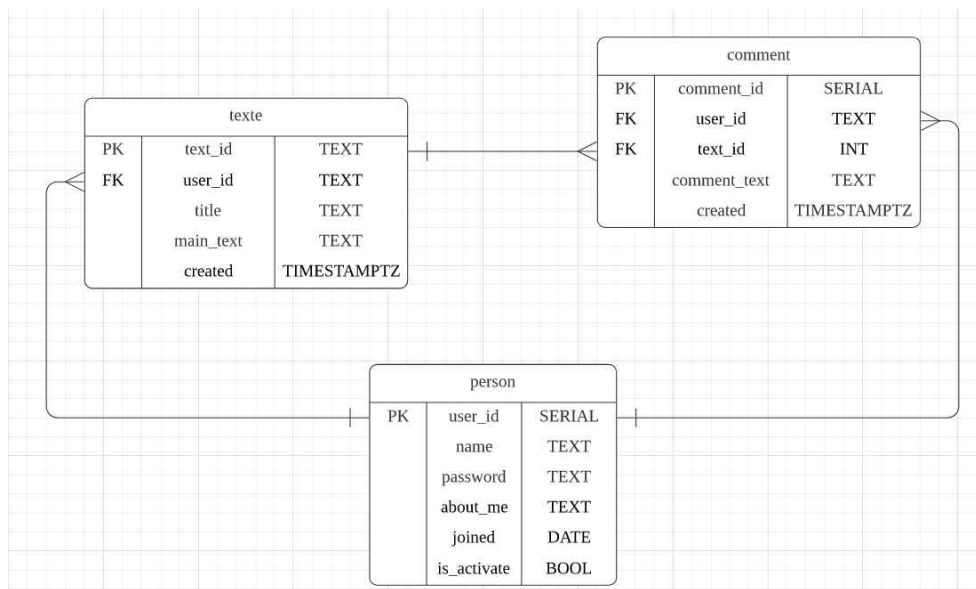 comment
PK comment_id SERIAL
FK user_id TEXT
FK text_id INT
comment_text TEXT
created TIMESTAMPTZ
texte
PK text_id TEXT
FK user_id TEXT
title TEXT
main_text TEXT
created TIMESTAMPTZ
person
PK user_id SERIAL
name TEXT
password TEXT
about_me TEXT
joined DATE
is_activate BOOL